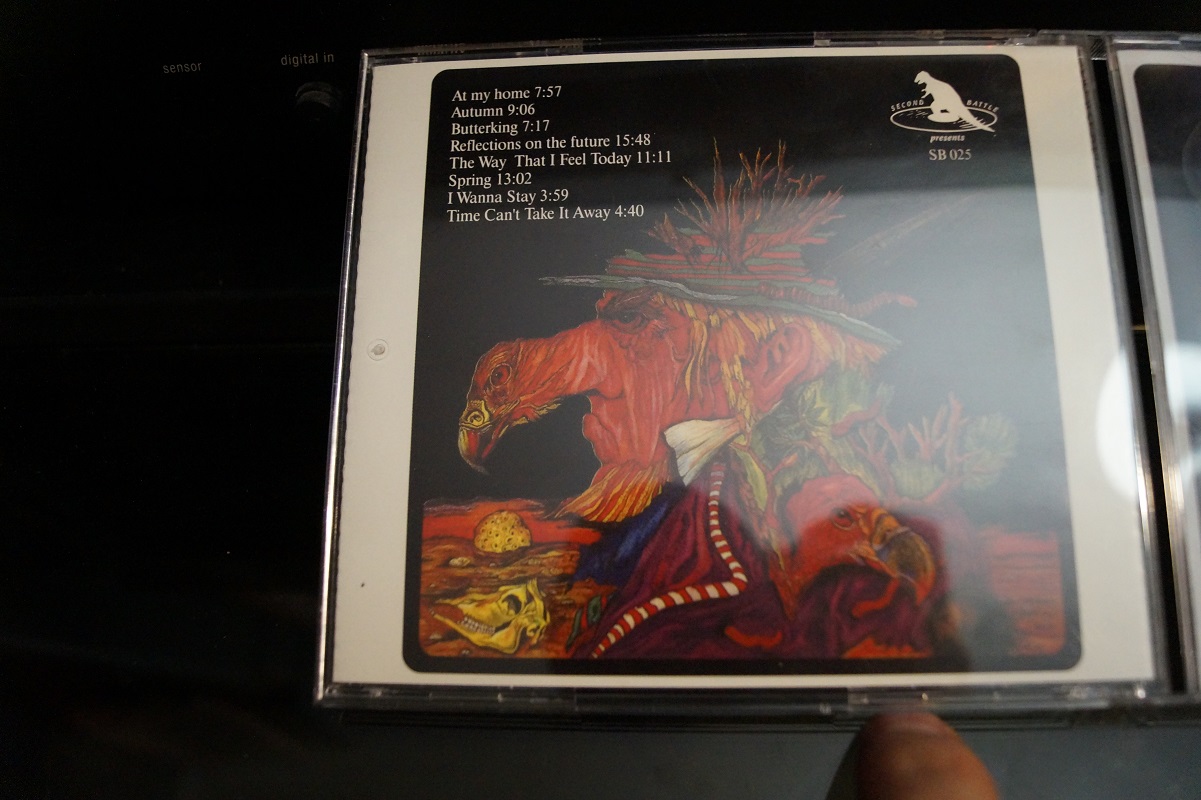 sensor
digital in
At my home 7:57
Autumn 9:06
Butterking 7:17
Reflections on the future 15:48
The Way That I Feel Today 11:11
Spring 13:02
I Wanna Stay 3:59
Time Can't Take It Away 4:40
SECOND BATTLE
presents
SB 025